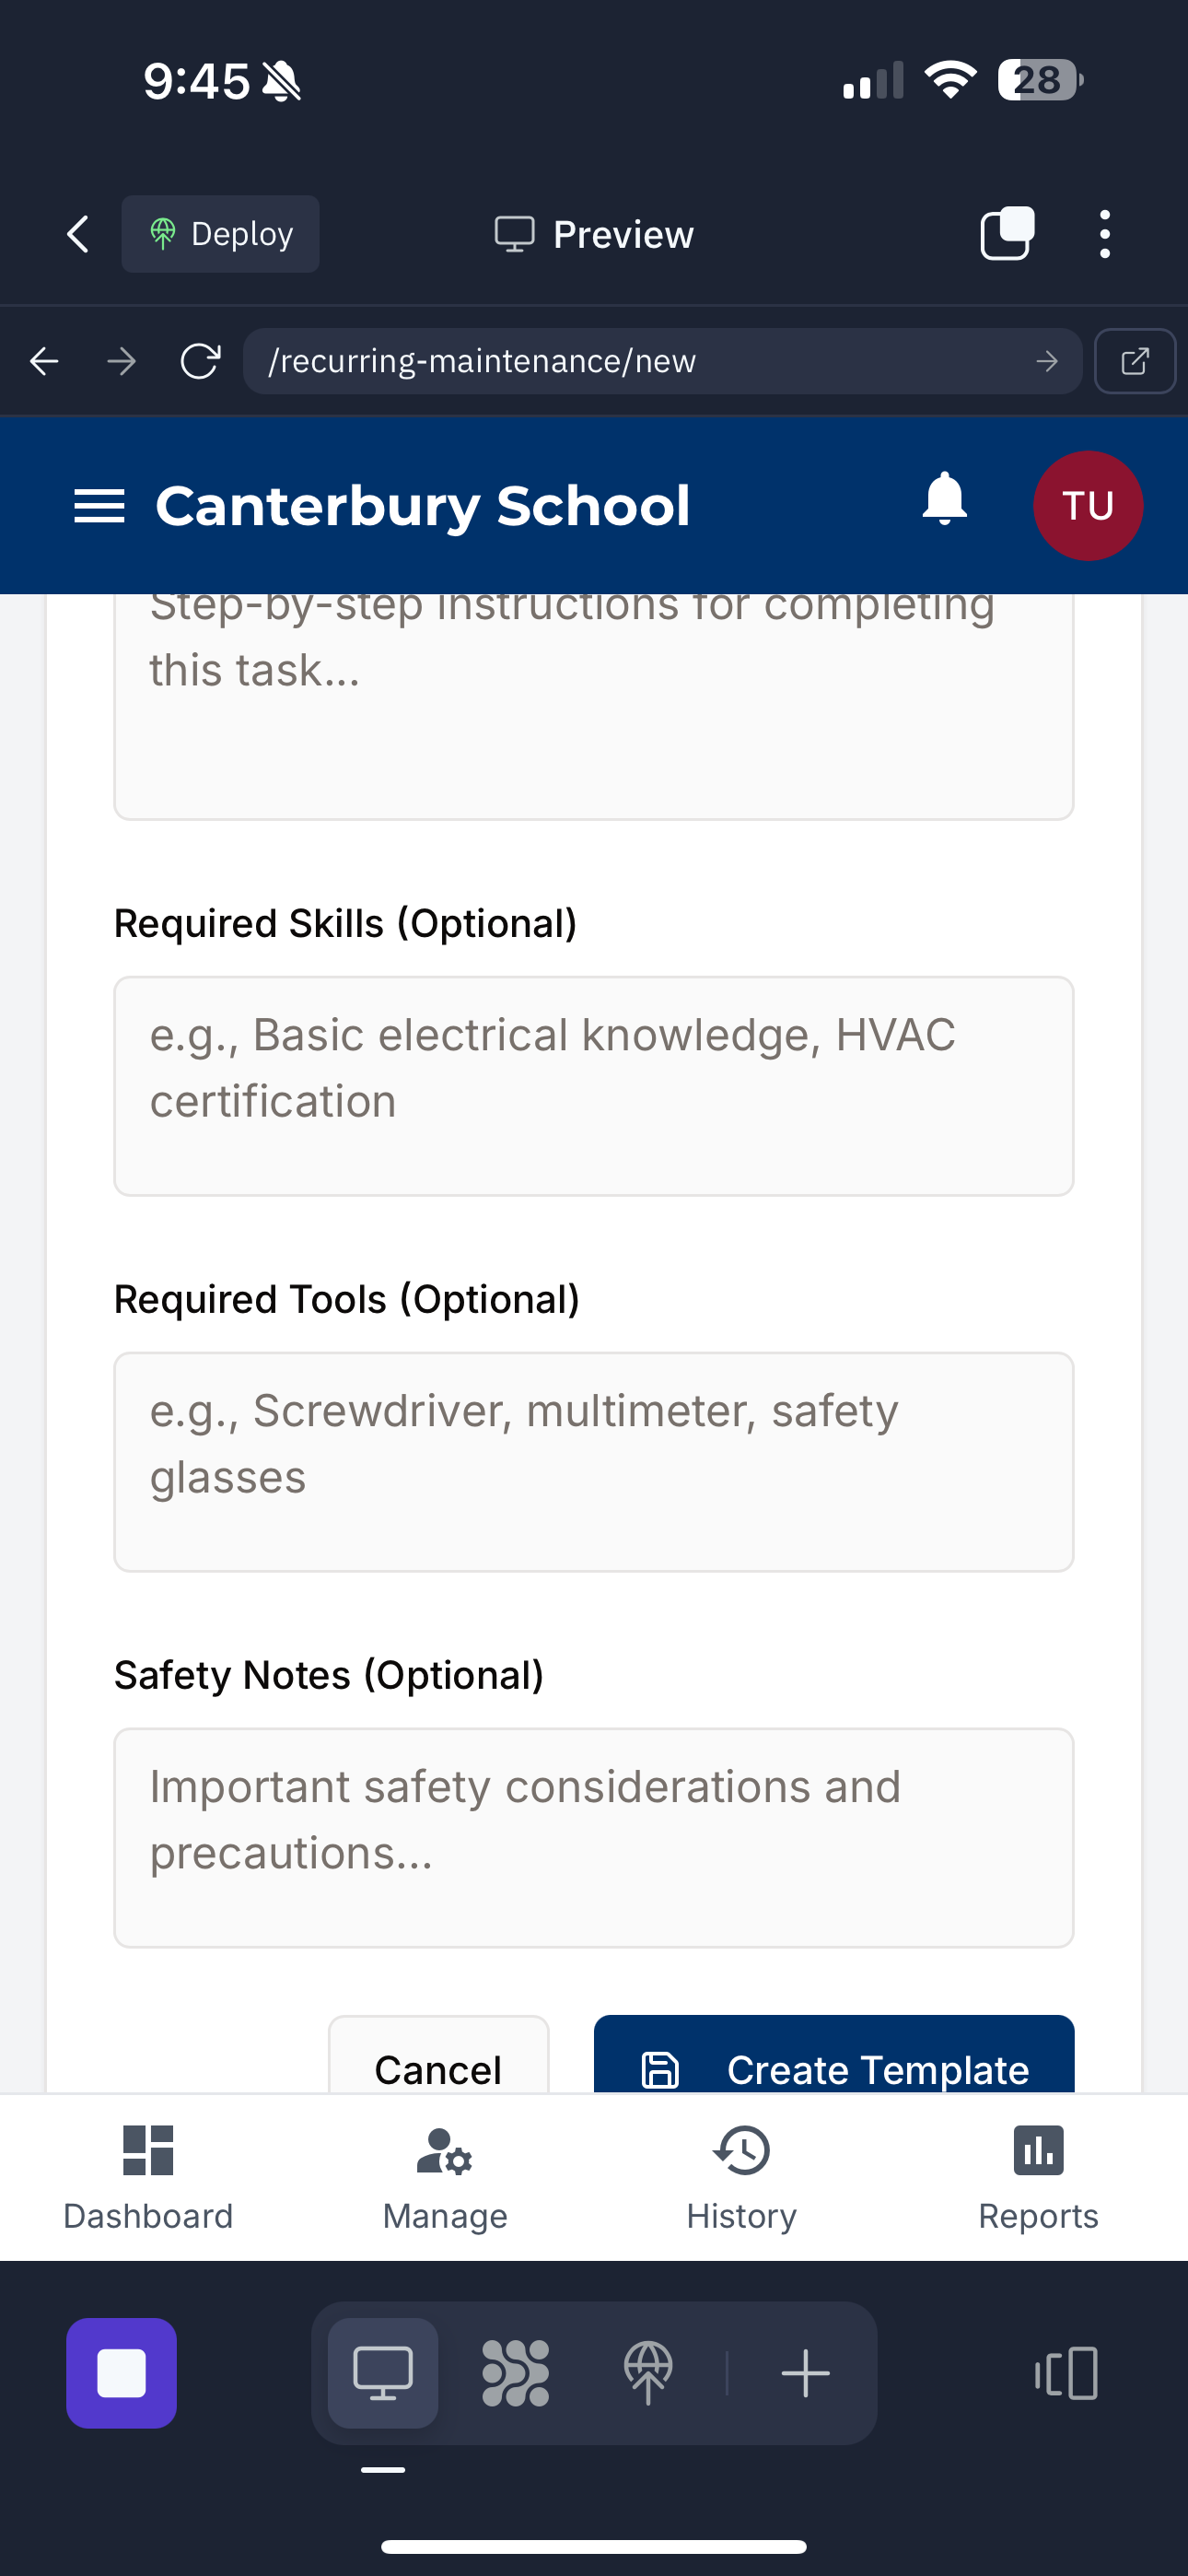 9:45
28
Deploy
Preview
/recurring-maintenance/new
Canterbury School
TU
Step-by-step instructions for completing
this task...
Required Skills (Optional)
e.g., Basic electrical knowledge, HVAC
certification
Required Tools (Optional)
e.g., Screwdriver, multimeter, safety
glasses
Safety Notes (Optional)
Important safety considerations and
precautions...
Cancel
Create Template
Dashboard
Manage
History
Reports